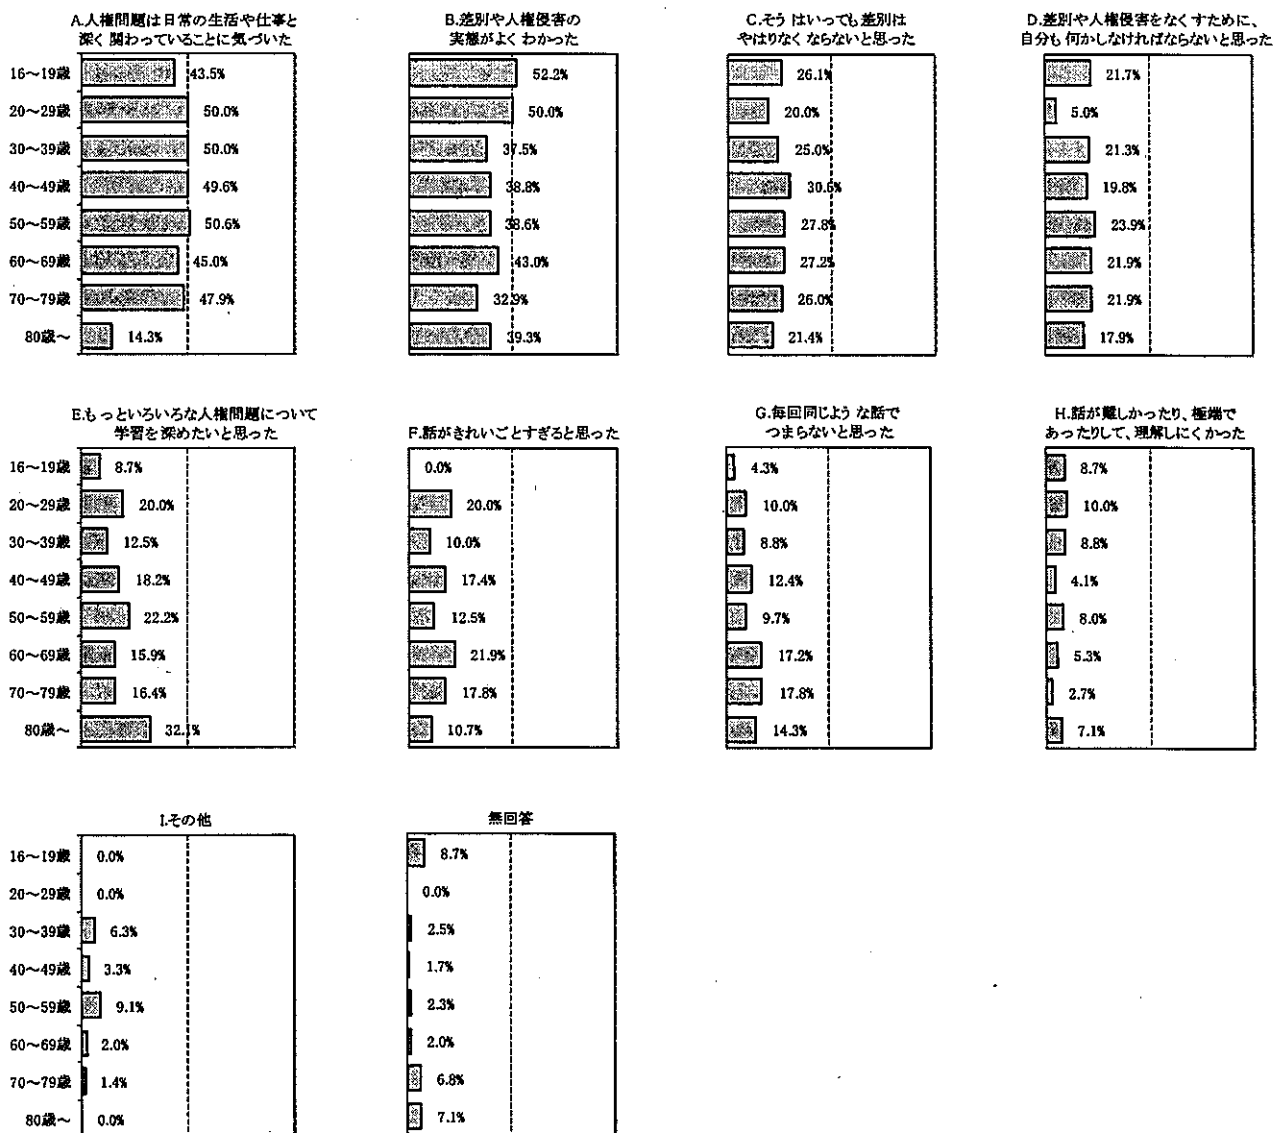 A.人権問題は日常の生活や仕事と
深く関わっていることに気づいた
B.差別や人権侵害の
実態がよくわかった
C.そうはいっても差別は
やはりなくならないと思った
D.差別や人権侵害をなくすために、
自分も何かしなければならないと思った
16～19歳 43.5% 52.2% 26.1% 21.7%
20～29歳 50.0% 50.0% 20.0% 5.0%
30～39歳 50.0% 37.5% 25.0% 21.3%
40～49歳 49.6% 38.8% 30.6% 19.8%
50～59歳 50.6% 38.6% 27.8% 23.9%
60～69歳 45.0% 43.0% 27.2% 21.9%
70～79歳 47.9% 32.9% 26.0% 21.9%
80歳～ 14.3% 39.3% 21.4% 17.9%
E.もっといろいろな人権問題について
学習を深めたいと思った
F.話がきれいごとすぎると思った
G.毎回同じような話で
つまらないと思った
H.話が難しかったり、極端で
あったりして、理解しにくかった
16～19歳 8.7% 0.0% 4.3% 8.7%
20～29歳 20.0% 20.0% 10.0% 10.0%
30～39歳 12.5% 10.0% 8.8% 8.8%
40～49歳 18.2% 17.4% 12.4% 4.1%
50～59歳 22.2% 12.5% 9.7% 8.0%
60～69歳 15.9% 21.9% 17.2% 5.3%
70～79歳 16.4% 17.8% 17.8% 2.7%
80歳～ 32.1% 10.7% 14.3% 7.1%
I.その他
無回答
16～19歳 0.0% 8.7%
20～29歳 0.0% 0.0%
30～39歳 6.3% 2.5%
40～49歳 3.3% 1.7%
50～59歳 9.1% 2.3%
60～69歳 2.0% 2.0%
70～79歳 1.4% 6.8%
80歳～ 0.0% 7.1%